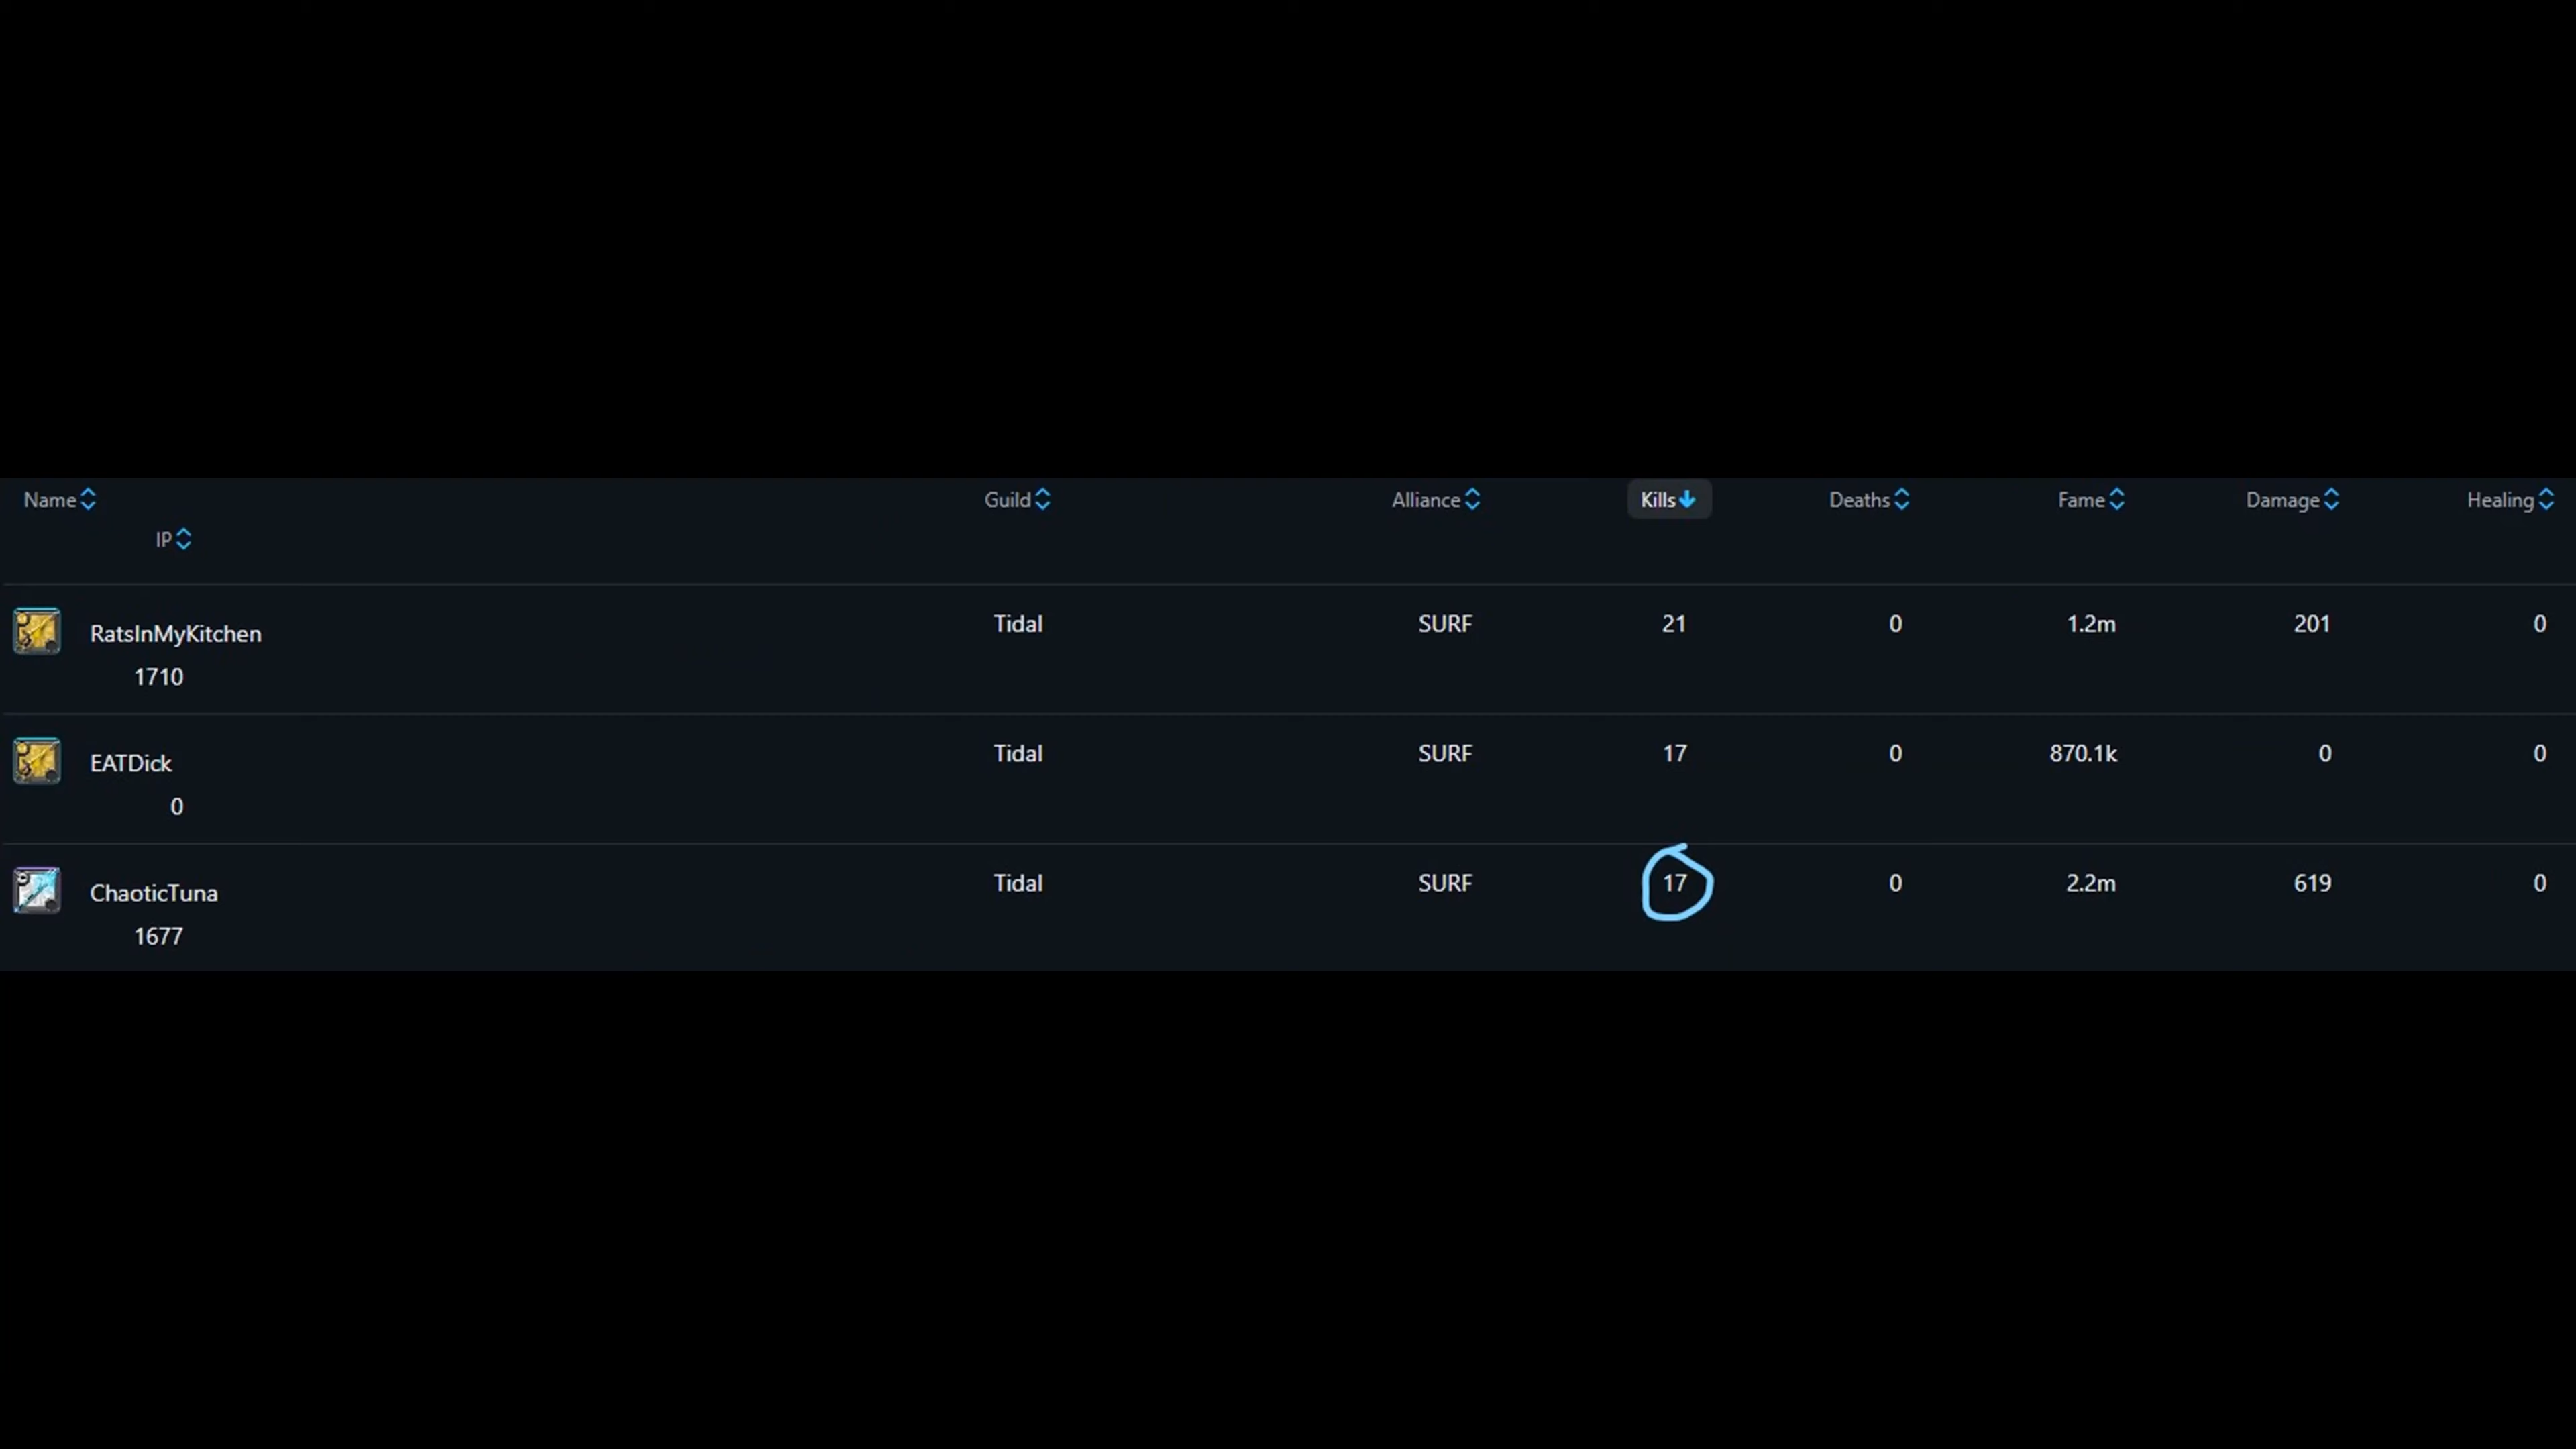 Name Guild Alliance Kills Deaths Fame Damage Healing
IP
RatsInMyKitchen Tidal SURF 21 0 1.2m 201 0
1710
EATDick Tidal SURF 17 0 870.1k 0 0
0
ChaoticTuna Tidal SURF 17 0 2.2m 619 0
1677